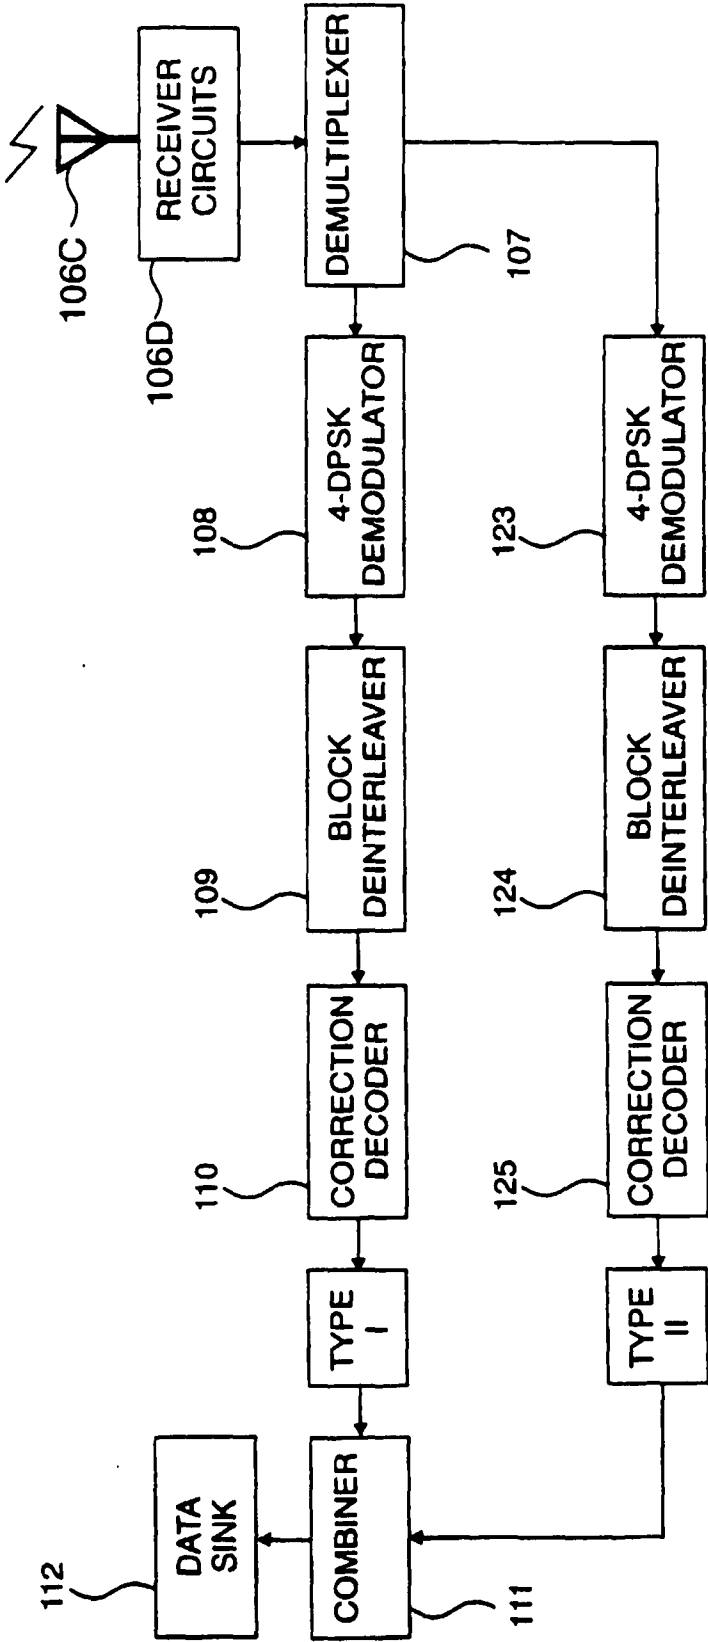 106C
RECEIVER
CIRCUITS
106D
DEMULTIPLEXER
107
108
4-DPSK
DEMODULATOR
109
BLOCK
DEINTERLEAVER
110
CORRECTION
DECODER
TYPE
I
123
4-DPSK
DEMODULATOR
124
BLOCK
DEINTERLEAVER
125
CORRECTION
DECODER
TYPE
II
COMBINER
111
112
DATA
SINK